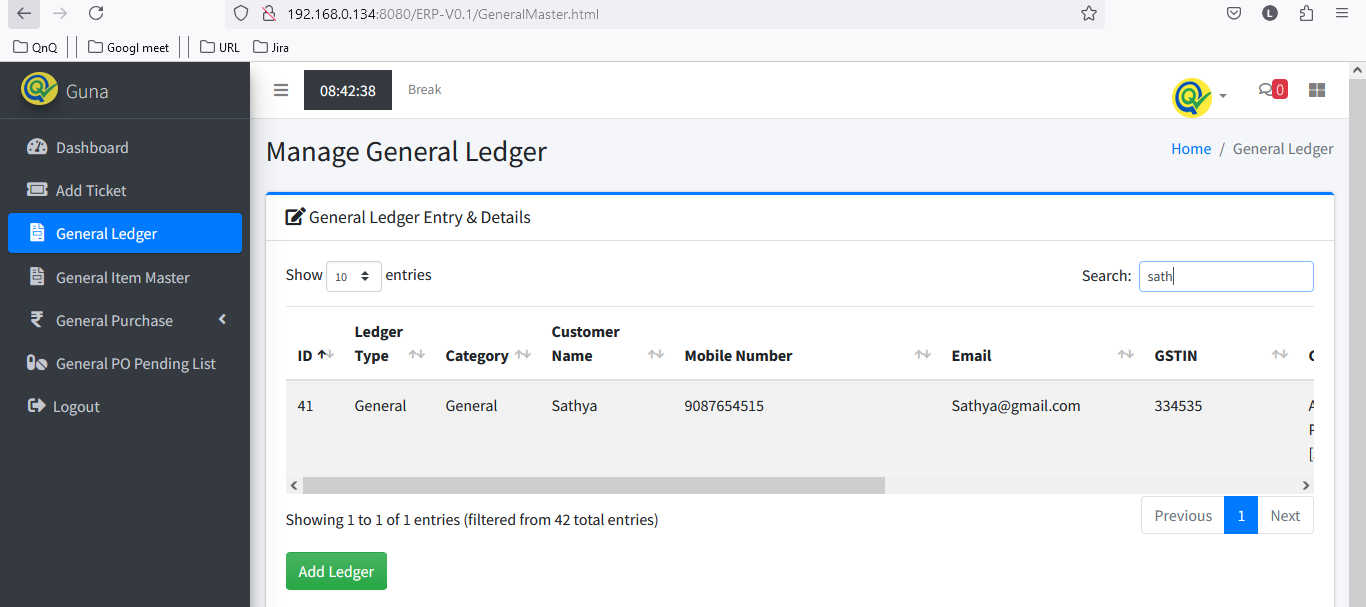 192.168.0.134:8080/ERP-V0.1/GeneralMaster.html
L
QnQ Googl meet URL Jira
Guna
08:42:38 Break
0
Dashboard
Add Ticket
General Ledger
General Item Master
General Purchase
General PO Pending List
Logout
Manage General Ledger
Home / General Ledger
General Ledger Entry & Details
Show 10 entries
Search: sath
ID Ledger Type Category Customer Name Mobile Number Email GSTIN
41 General General Sathya 9087654515 Sathya@gmail.com 334535
Showing 1 to 1 of 1 entries (filtered from 42 total entries)
Previous 1 Next
Add Ledger